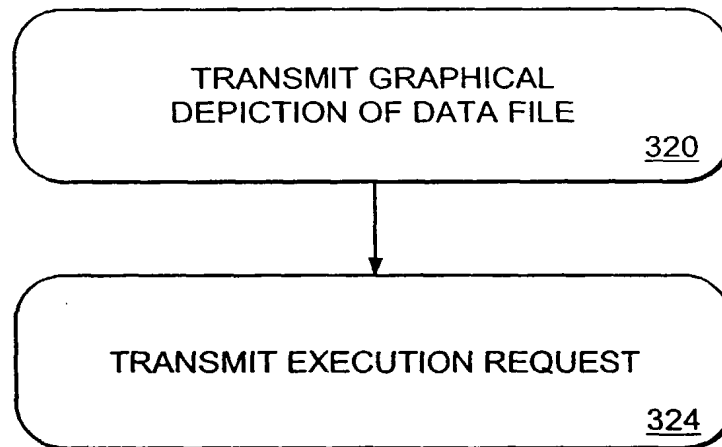 TRANSMIT GRAPHICAL
DEPICTION OF DATA FILE
320
TRANSMIT EXECUTION REQUEST
324